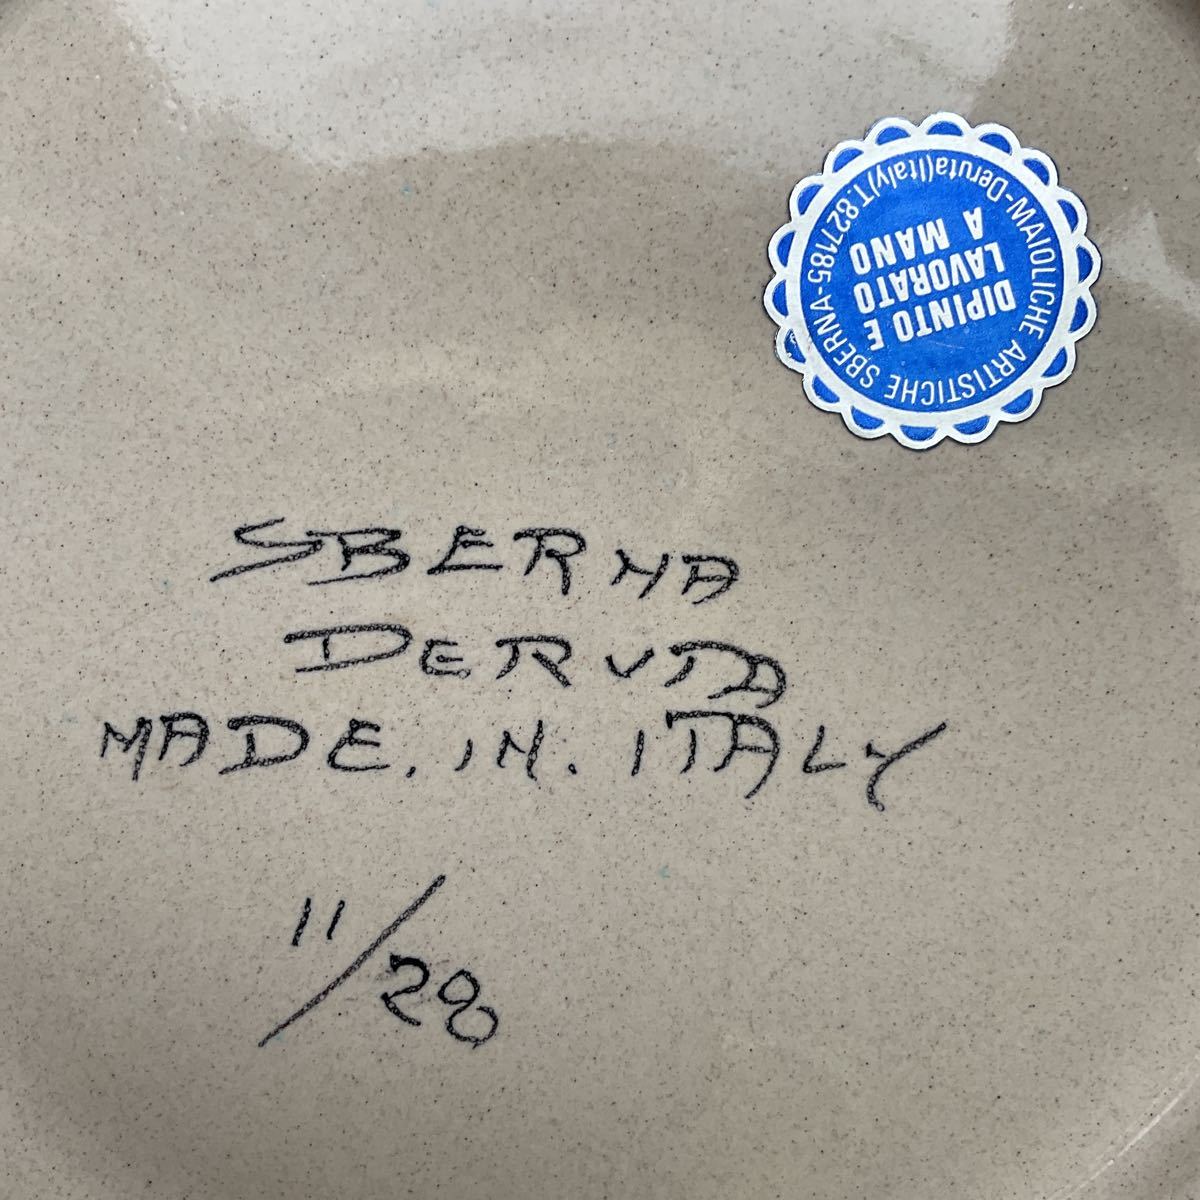 MAIOLICHE ARTISTICHE SBERNA-
Deruta(Italy)T.827185-
DIPINTO E
LAVORATO
A MANO
SBERNA
DERUTA
MADE. IN. ITALY
11/28